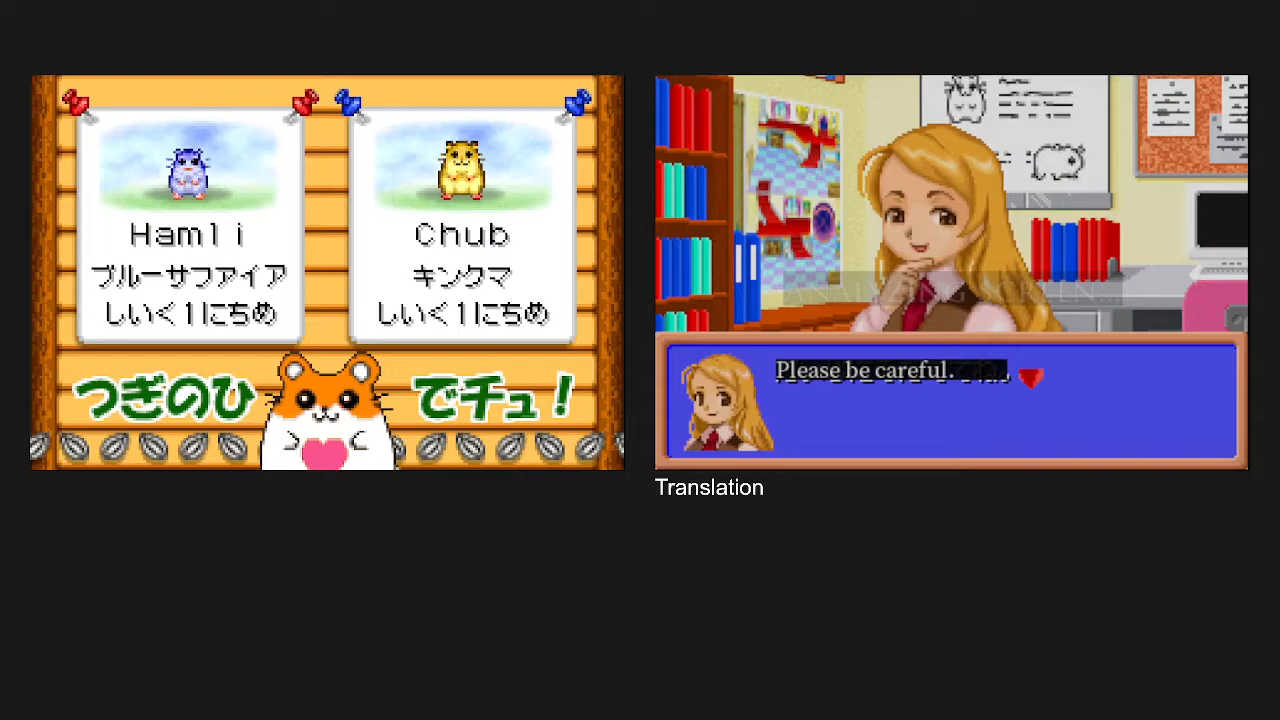 Hamli
ブルーサファイア
しいく1にちめ
Chub
キンクマ
しいく1にちめ
つぎのひ でチュ!
Please be careful.
Translation